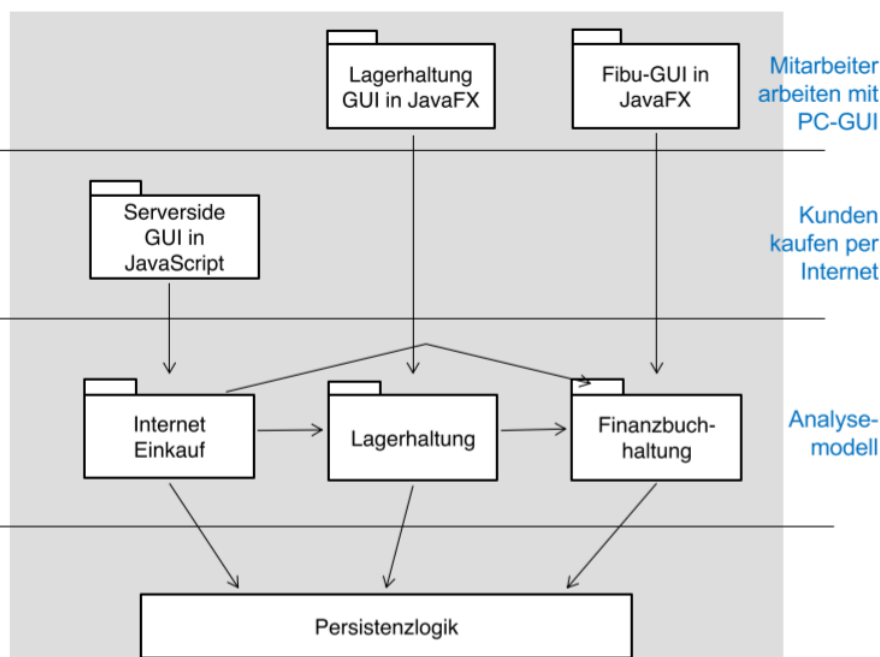 Lagerhaltung
GUI in JavaFX
Fibu-GUI in
JavaFX
Mitarbeiter
arbeiten mit
PC-GUI
Serverside
GUI in
JavaScript
Kunden
kaufen per
Internet
Internet
Einkauf
Lagerhaltung
Finanzbuch-
haltung
Analyse-
modell
Persistenzlogik